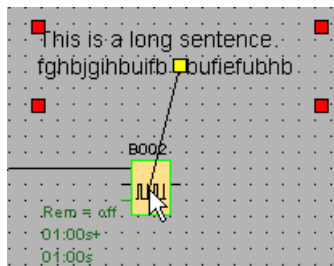 This is a long sentence.
fghbjgihbuifb bufiefubhb
B002
Rem = off
01:00s+
01:00s